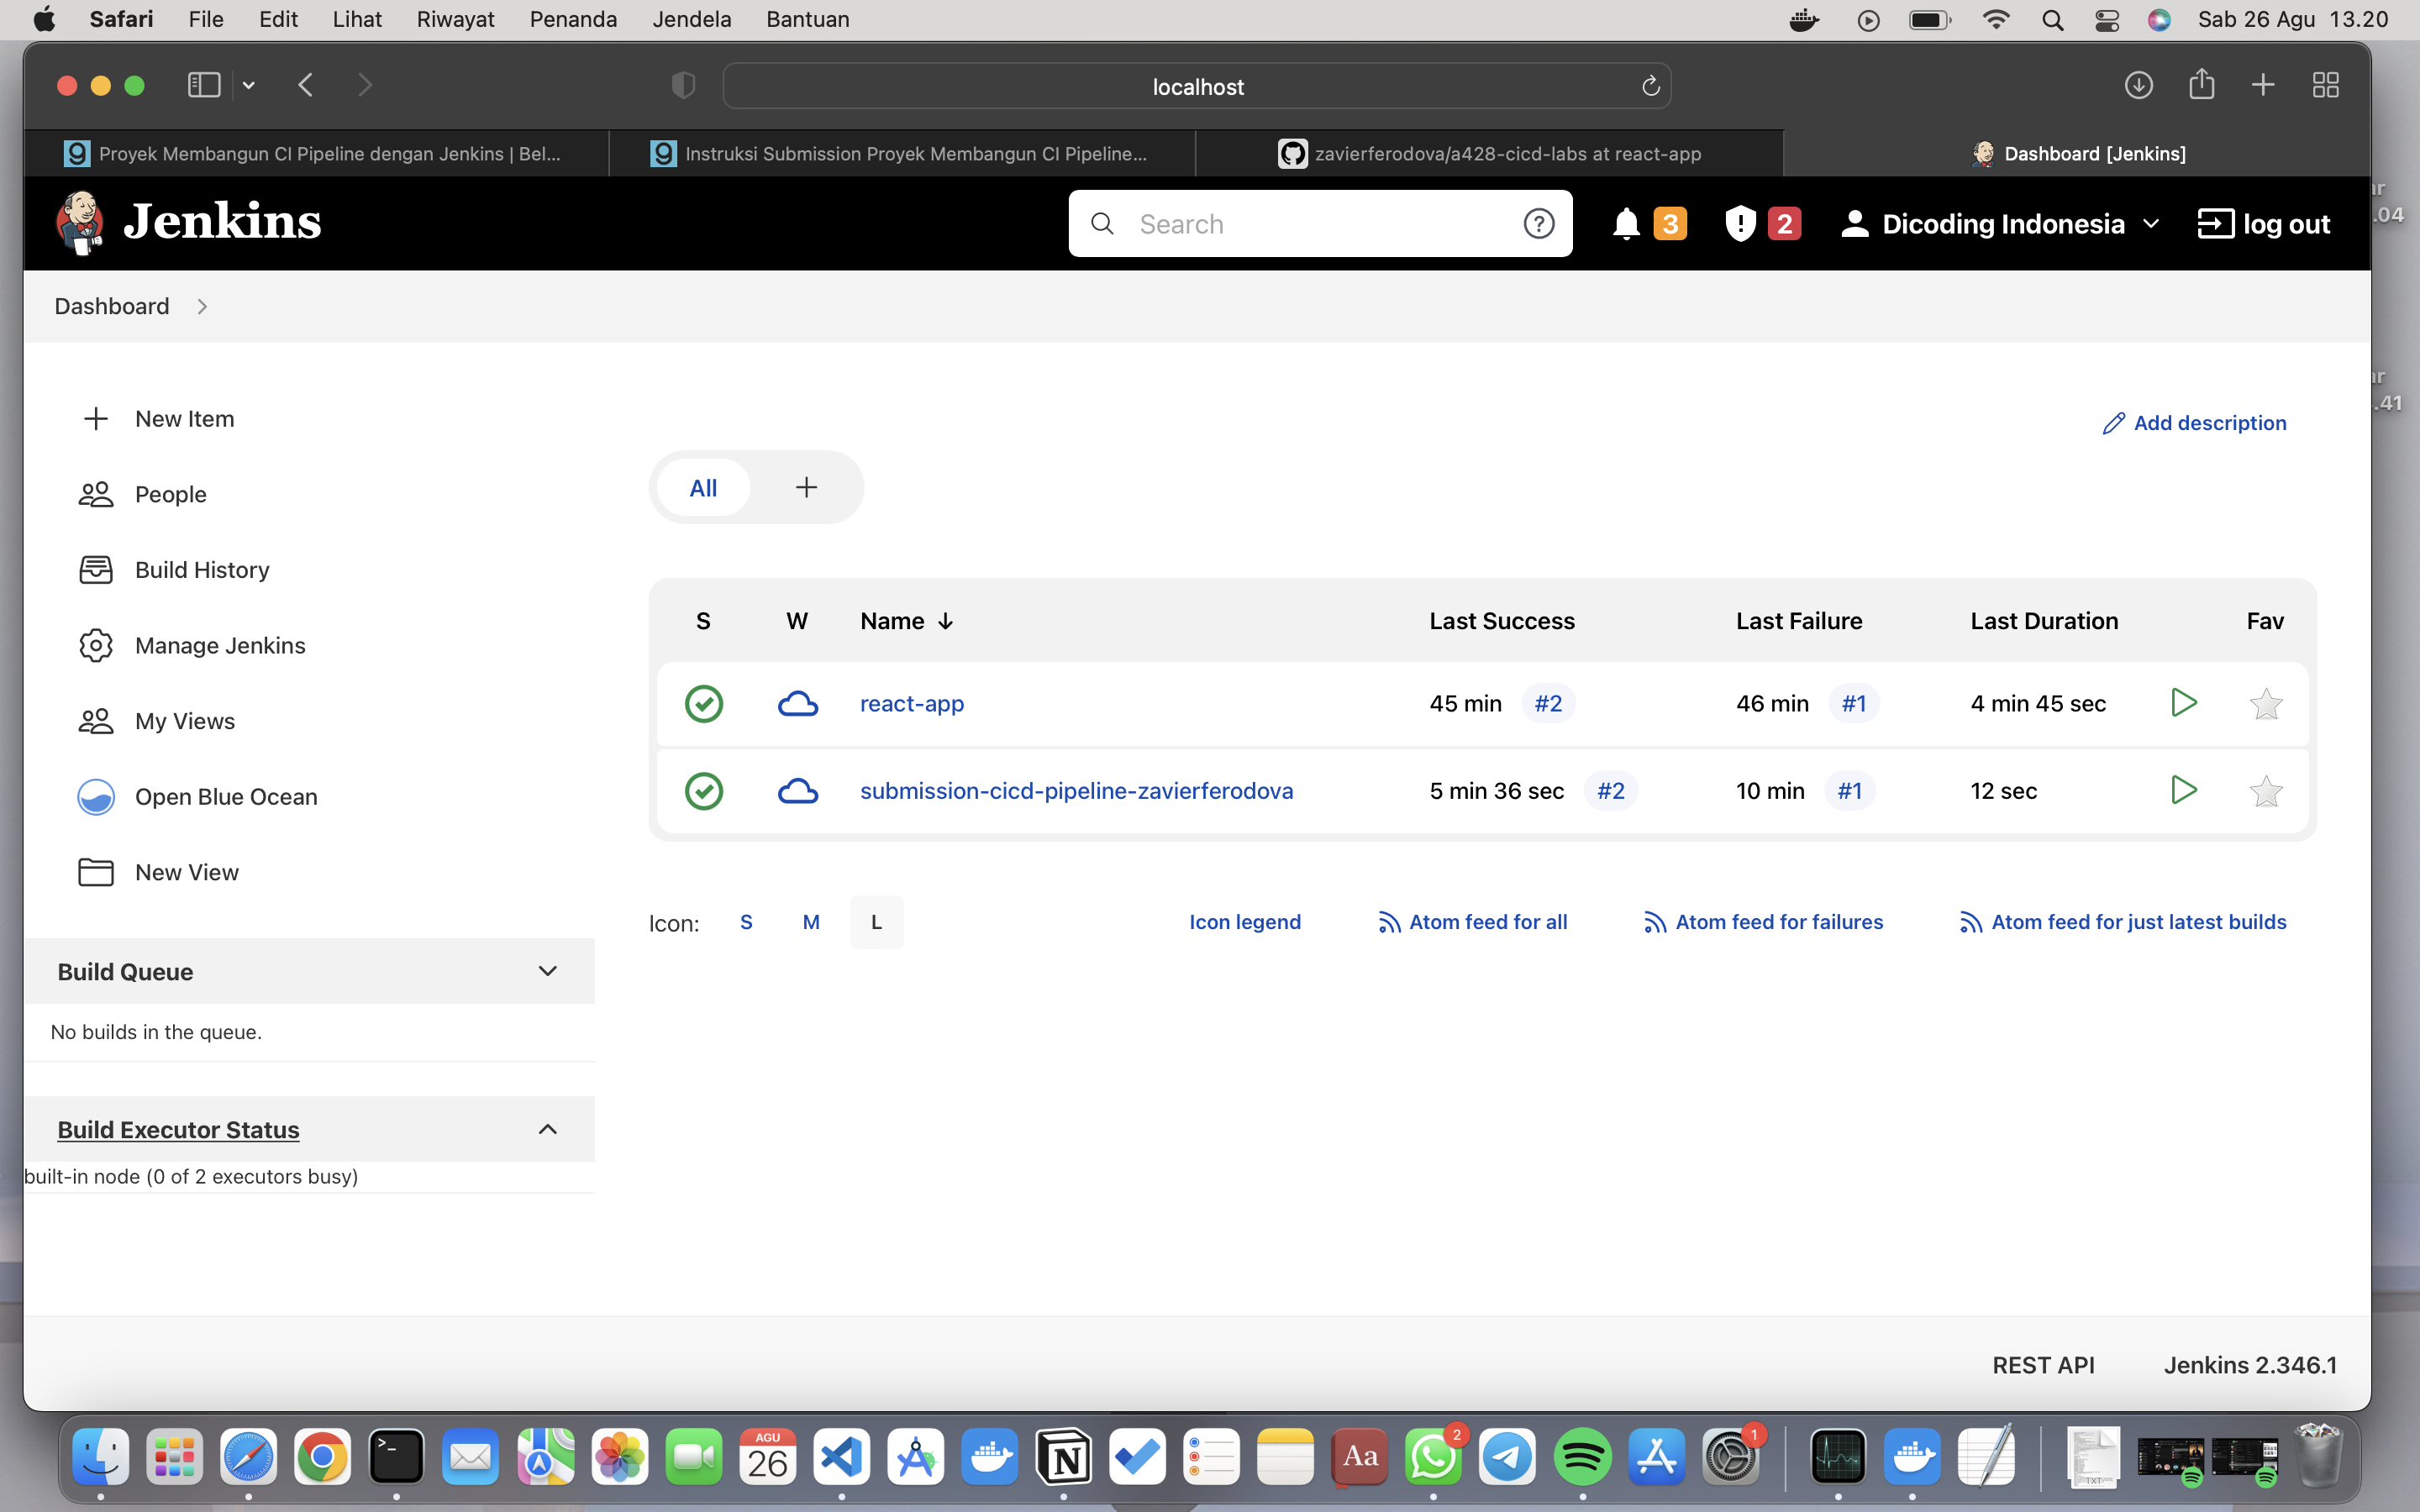 Safari File Edit Lihat Riwayat Penanda Jendela Bantuan Sab 26 Agu 13.20
localhost
Proyek Membangun CI Pipeline dengan Jenkins | Bel...
Instruksi Submission Proyek Membangun CI Pipeline...
zavierferodova/a428-cicd-labs at react-app
Dashboard [Jenkins]
Jenkins
Search
3
2
Dicoding Indonesia
log out
.04
Dashboard
.41
New Item
People
Build History
Manage Jenkins
My Views
Open Blue Ocean
New View
Add description
All
S W Name ↓ Last Success Last Failure Last Duration Fav
react-app 45 min #2 46 min #1 4 min 45 sec
submission-cicd-pipeline-zavierferodova 5 min 36 sec #2 10 min #1 12 sec
Icon: S M L Icon legend Atom feed for all Atom feed for failures Atom feed for just latest builds
Build Queue
No builds in the queue.
Build Executor Status
built-in node (0 of 2 executors busy)
REST API Jenkins 2.346.1
AGU
26
Aa
2
1
TXT